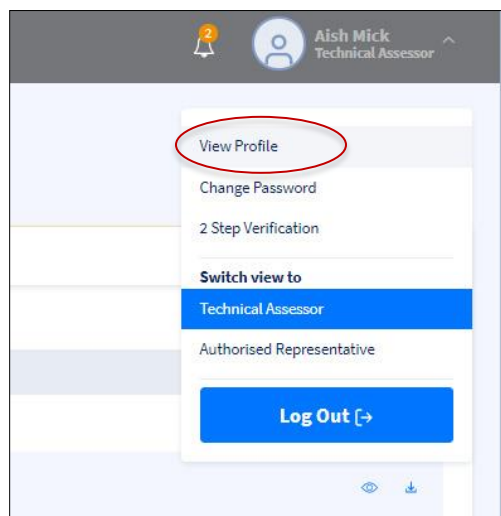 2
Aish Mick
Technical Assessor
View Profile
Change Password
2 Step Verification
Switch view to
Technical Assessor
Authorised Representative
Log Out